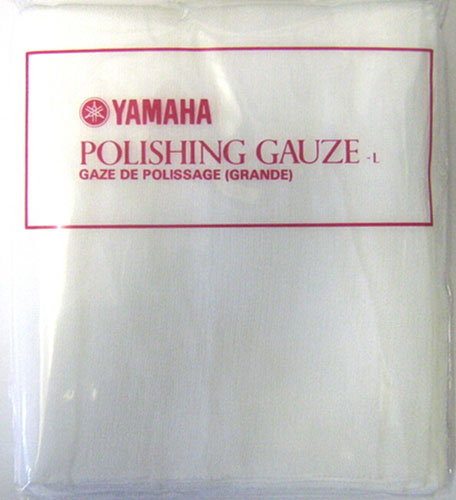 YAMAHA
POLISHING GAUZE -L
GAZE DE POLISSAGE (GRANDE)